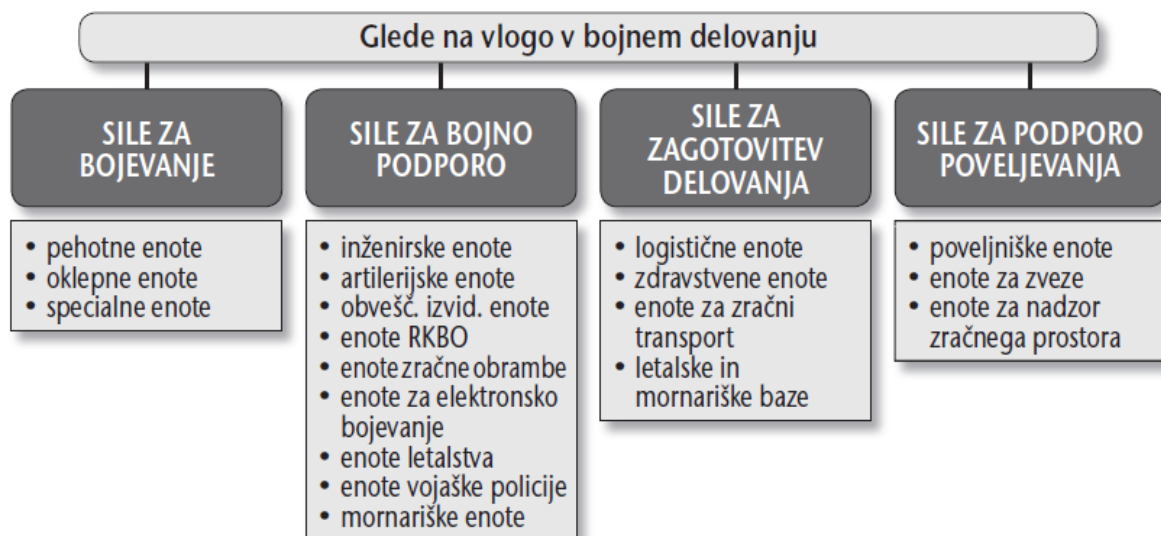 Glede na vlogo v bojnem delovanju
SILE ZA
BOJEVANJE
• pehotne enote
• oklepne enote
• specialne enote
SILE ZA BOJNO
PODPORO
• inženirske enote
• artilerijske enote
• obvešč. izvid. enote
• enote RKBO
• enote zračne obrambe
• enote za elektronsko
bojevanje
• enote letalstva
• enote vojaške policije
• mornariške enote
SILE ZA
ZAGOTOVITEV
DELOVANJA
• logistične enote
• zdravstvene enote
• enote za zračni
transport
• letalske in
mornariške baze
SILE ZA PODPORO
POVELJEVANJA
• poveljniške enote
• enote za zveze
• enote za nadzor
zračnega prostora